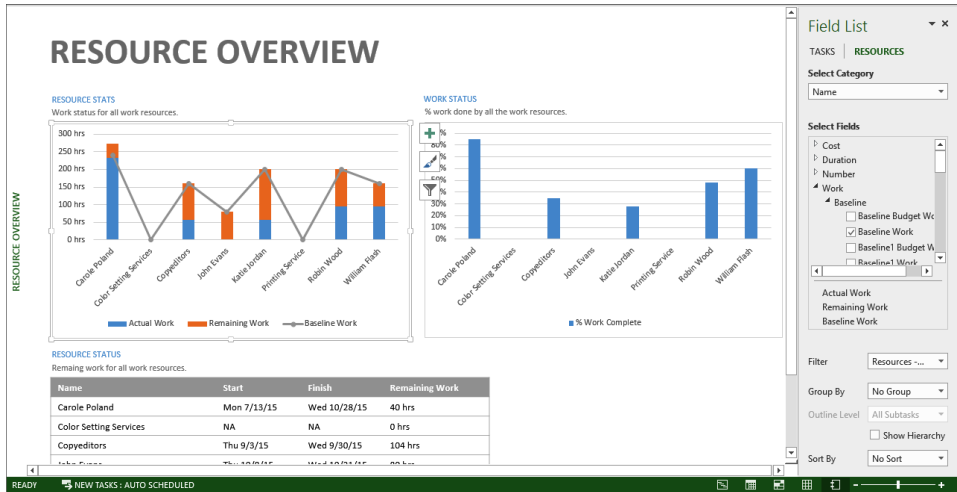 RESOURCE OVERVIEW
RESOURCE OVERVIEW
RESOURCE STATS
Work status for all work resources.
300 hrs
250 hrs
200 hrs
150 hrs
100 hrs
50 hrs
0 hrs
Carole Poland
Color Setting Services
Copyeditors
John Evans
Katie Jordan
Printing Service
Robin Wood
William Flash
Actual Work
Remaining Work
Baseline Work
WORK STATUS
% work done by all the work resources.
30%
20%
10%
0%
Carole Poland
Color Setting Services
Copyeditors
John Evans
Katie Jordan
Printing Service
Robin Wood
William Flash
% Work Complete
RESOURCE STATUS
Remaing work for all work resources.
Name Start Finish Remaining Work
Carole Poland Mon 7/13/15 Wed 10/28/15 40 hrs
Color Setting Services NA NA 0 hrs
Copyeditors Thu 9/3/15 Wed 9/30/15 104 hrs
Field List
TASKS RESOURCES
Select Category
Name
Select Fields
Cost
Duration
Number
Work
Baseline
Baseline Budget Wo
Baseline Work
Baseline1 Budget W
Baseline1 Work
Actual Work
Remaining Work
Baseline Work
Filter Resources -...
Group By No Group
Outline Level All Subtasks
Show Hierarchy
Sort By No Sort
READY NEW TASKS : AUTO SCHEDULED